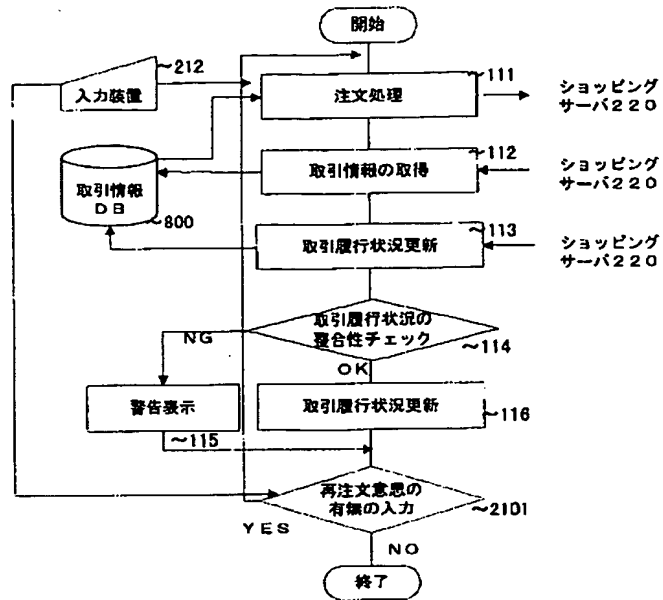 開始
212
入力装置
111
注文処理
ショッピング
サーバ220
112
取引情報の取得
ショッピング
サーバ220
取引情報
DB
800
113
取引履行状況更新
ショッピング
サーバ220
取引履行状況の
整合性チェック
114
NG
OK
警告表示
115
取引履行状況更新
116
再注文意思の
有無の入力
2101
YES
NO
終了